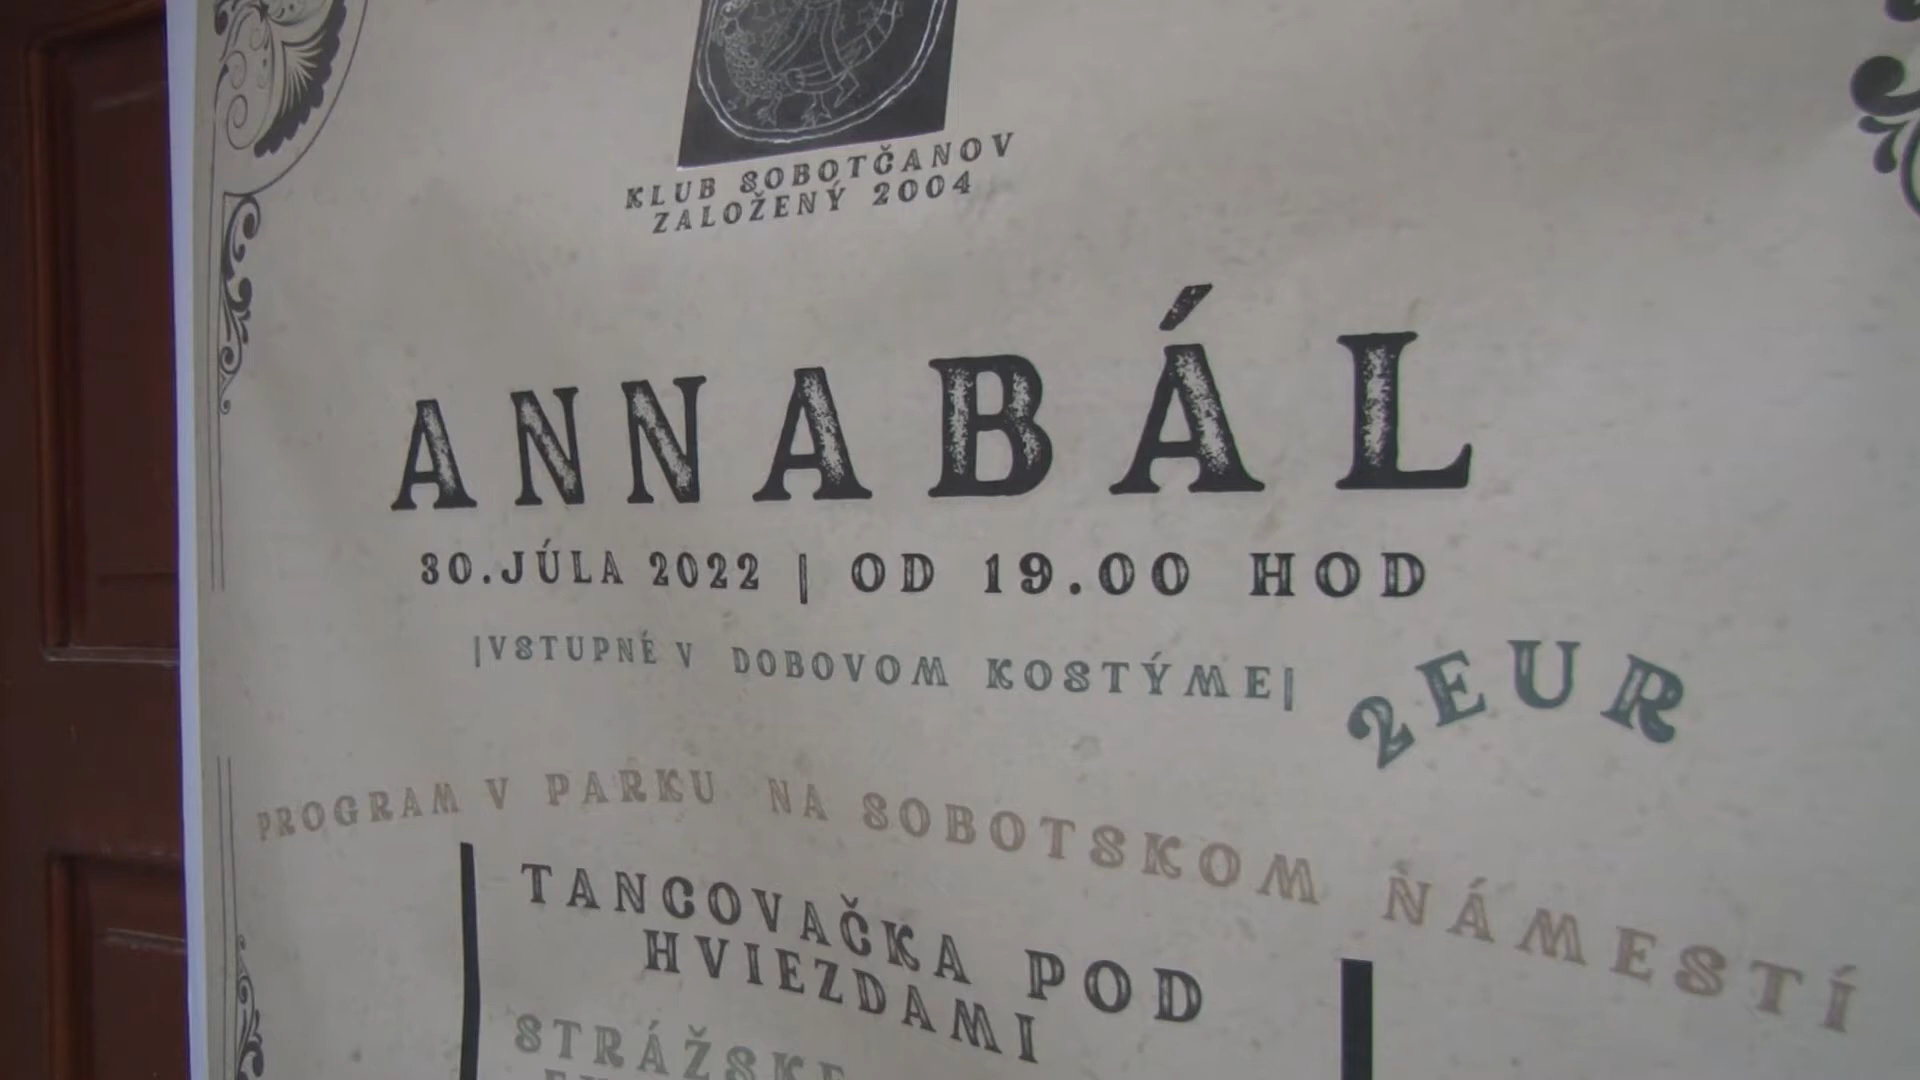 KLUB SOBOTČANOV
ZALOŽENÝ 2004
ANNABÁL
30.JÚLA 2022 | OD 19.00 HOD
|VSTUPNÉ V DOBOVOM KOSTÝME| 2EUR
PROGRAM V PARKU NA SOBOTSKOM NÁMESTÍ
TANCOVAČKA POD
HVIEZDAMI
STRÁŽSKE